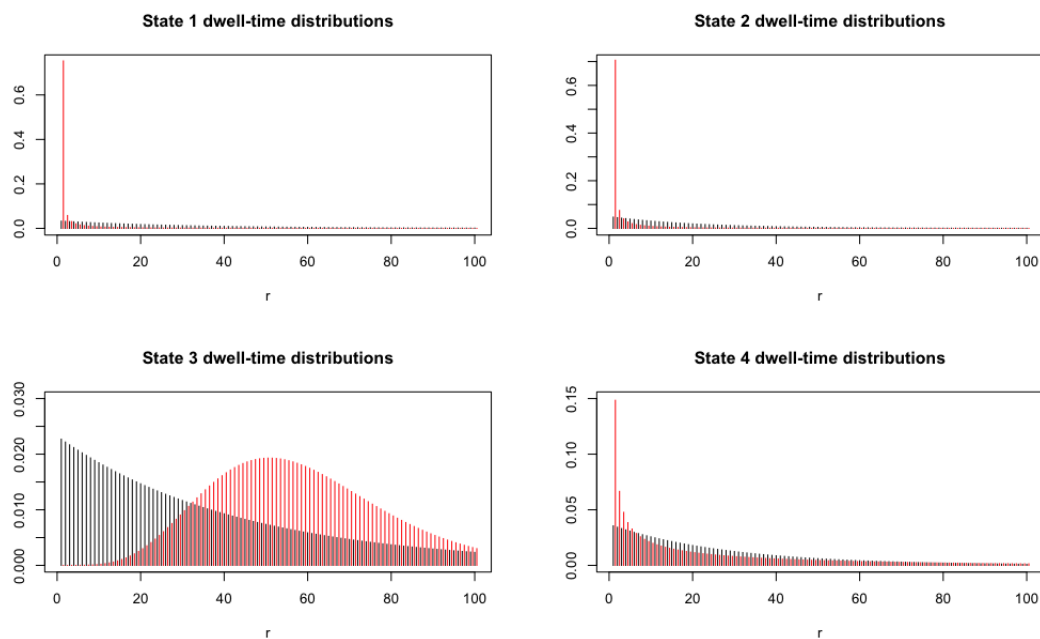 State 1 dwell-time distributions
0.0 0.2 0.4 0.6
0 20 40 60 80 100
r
State 2 dwell-time distributions
0.0 0.2 0.4 0.6
0 20 40 60 80 100
r
State 3 dwell-time distributions
0.000 0.010 0.020 0.030
0 20 40 60 80 100
r
State 4 dwell-time distributions
0.00 0.05 0.10 0.15
0 20 40 60 80 100
r